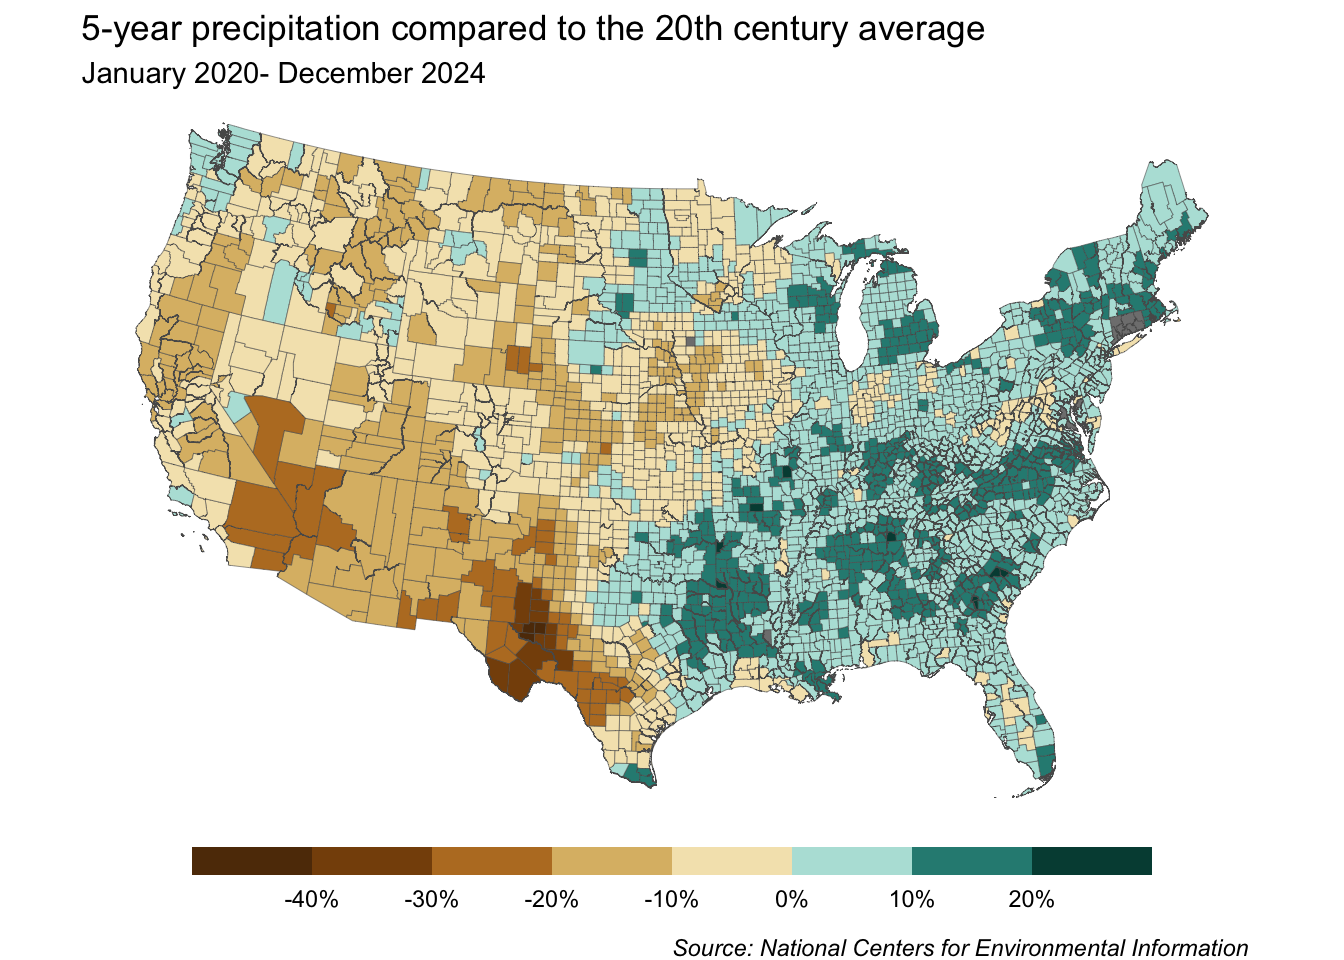 5-year precipitation compared to the 20th century average
January 2020- December 2024
-40% -30% -20% -10% 0% 10% 20%
Source: National Centers for Environmental Information